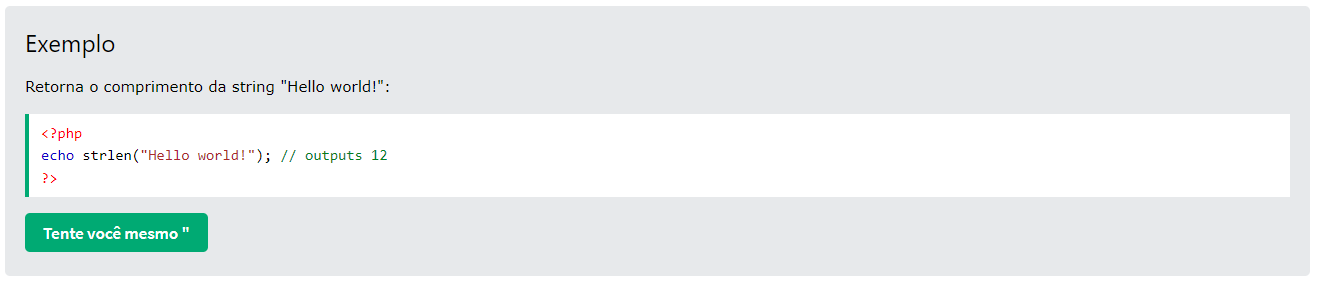 Exemplo
Retorna o comprimento da string "Hello world!":
<?php
echo strlen("Hello world!"); // outputs 12
?>
Tente você mesmo "